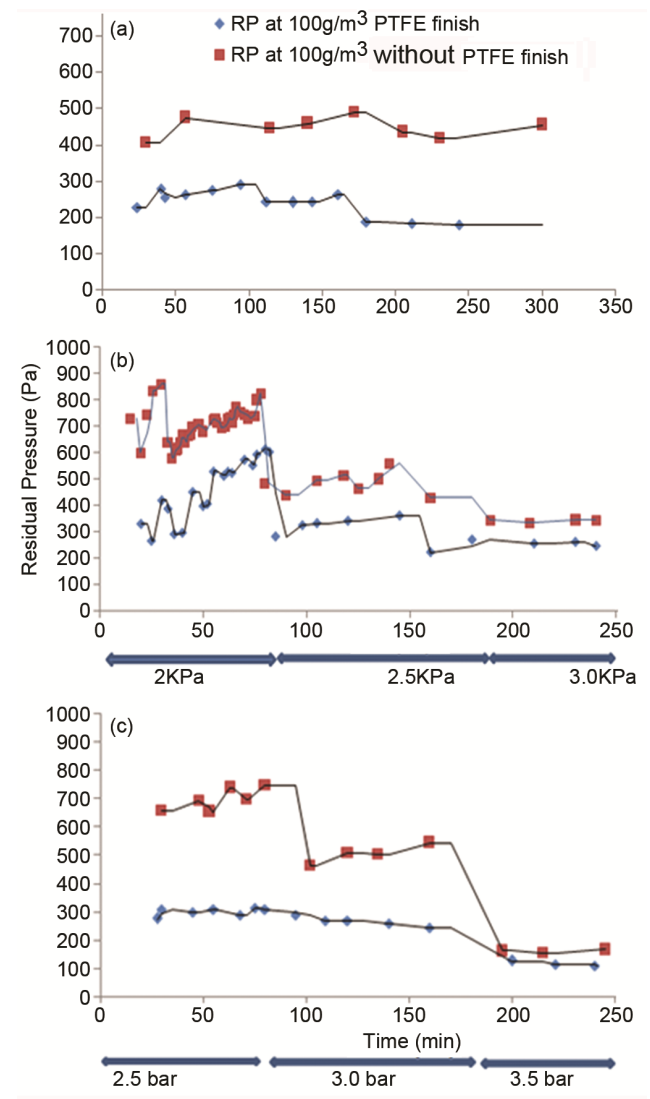 (a)
RP at 100g/m3 PTFE finish
RP at 100g/m3 without PTFE finish
700
600
500
400
300
200
100
0
0 50 100 150 200 250 300 350
Residual Pressure (Pa)
(b)
1000
900
800
700
600
500
400
300
200
100
0
0 50 100 150 200 250
2KPa 2.5KPa 3.0KPa
(c)
1000
900
800
700
600
500
400
300
200
100
0
0 50 100 150 200 250
Time (min)
2.5 bar 3.0 bar 3.5 bar